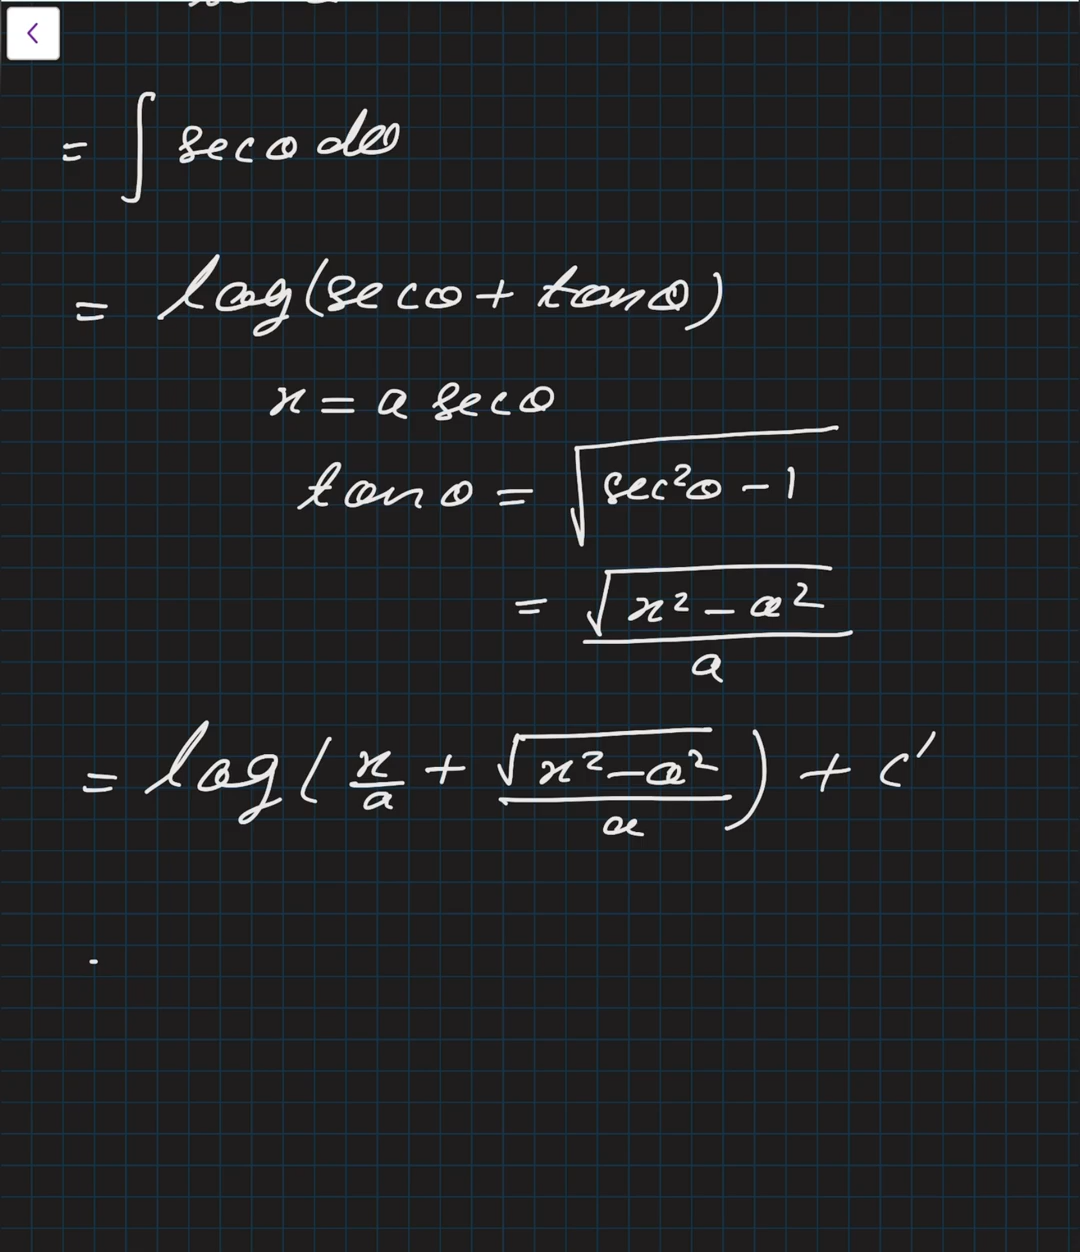 = ∫ secθ dθ
= log(secθ + tanθ)
x = a secθ
tanθ = √(sec²θ - 1)
= √(x² - a²) / a
= log(x/a + √(x² - a²)/a) + c'